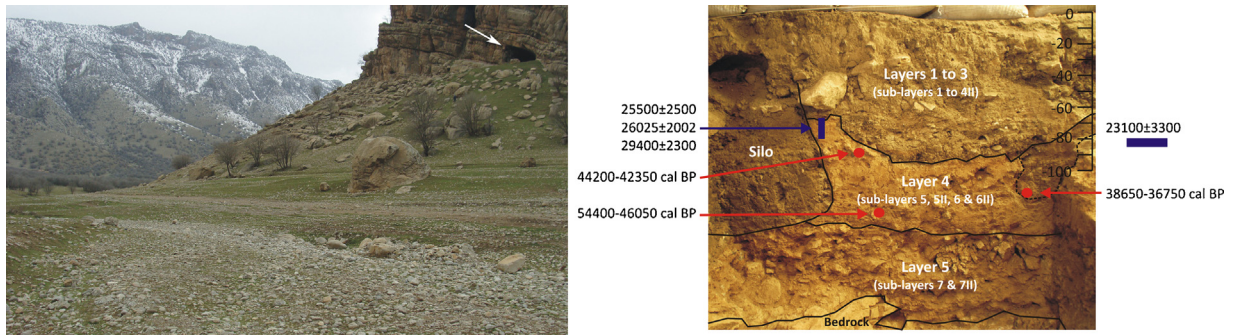 0
-20
-40
-60
-80
-100
Layers 1 to 3
(sub-layers 1 to 4II)
25500±2500
26025±2002
29400±2300
23100±3300
Silo
44200-42350 cal BP
Layer 4
(sub-layers 5, 5II, 6 & 6II)
38650-36750 cal BP
54400-46050 cal BP
Layer 5
(sub-layers 7 & 7II)
Bedrock